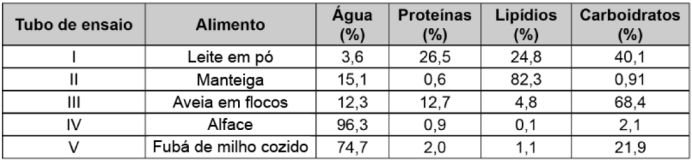 Tubo de ensaio Alimento Água (%) Proteínas (%) Lipídios (%) Carboidratos (%)
I Leite em pó 3,6 26,5 24,8 40,1
II Manteiga 15,1 0,6 82,3 0,91
III Aveia em flocos 12,3 12,7 4,8 68,4
IV Alface 96,3 0,9 0,1 2,1
V Fubá de milho cozido 74,7 2,0 1,1 21,9